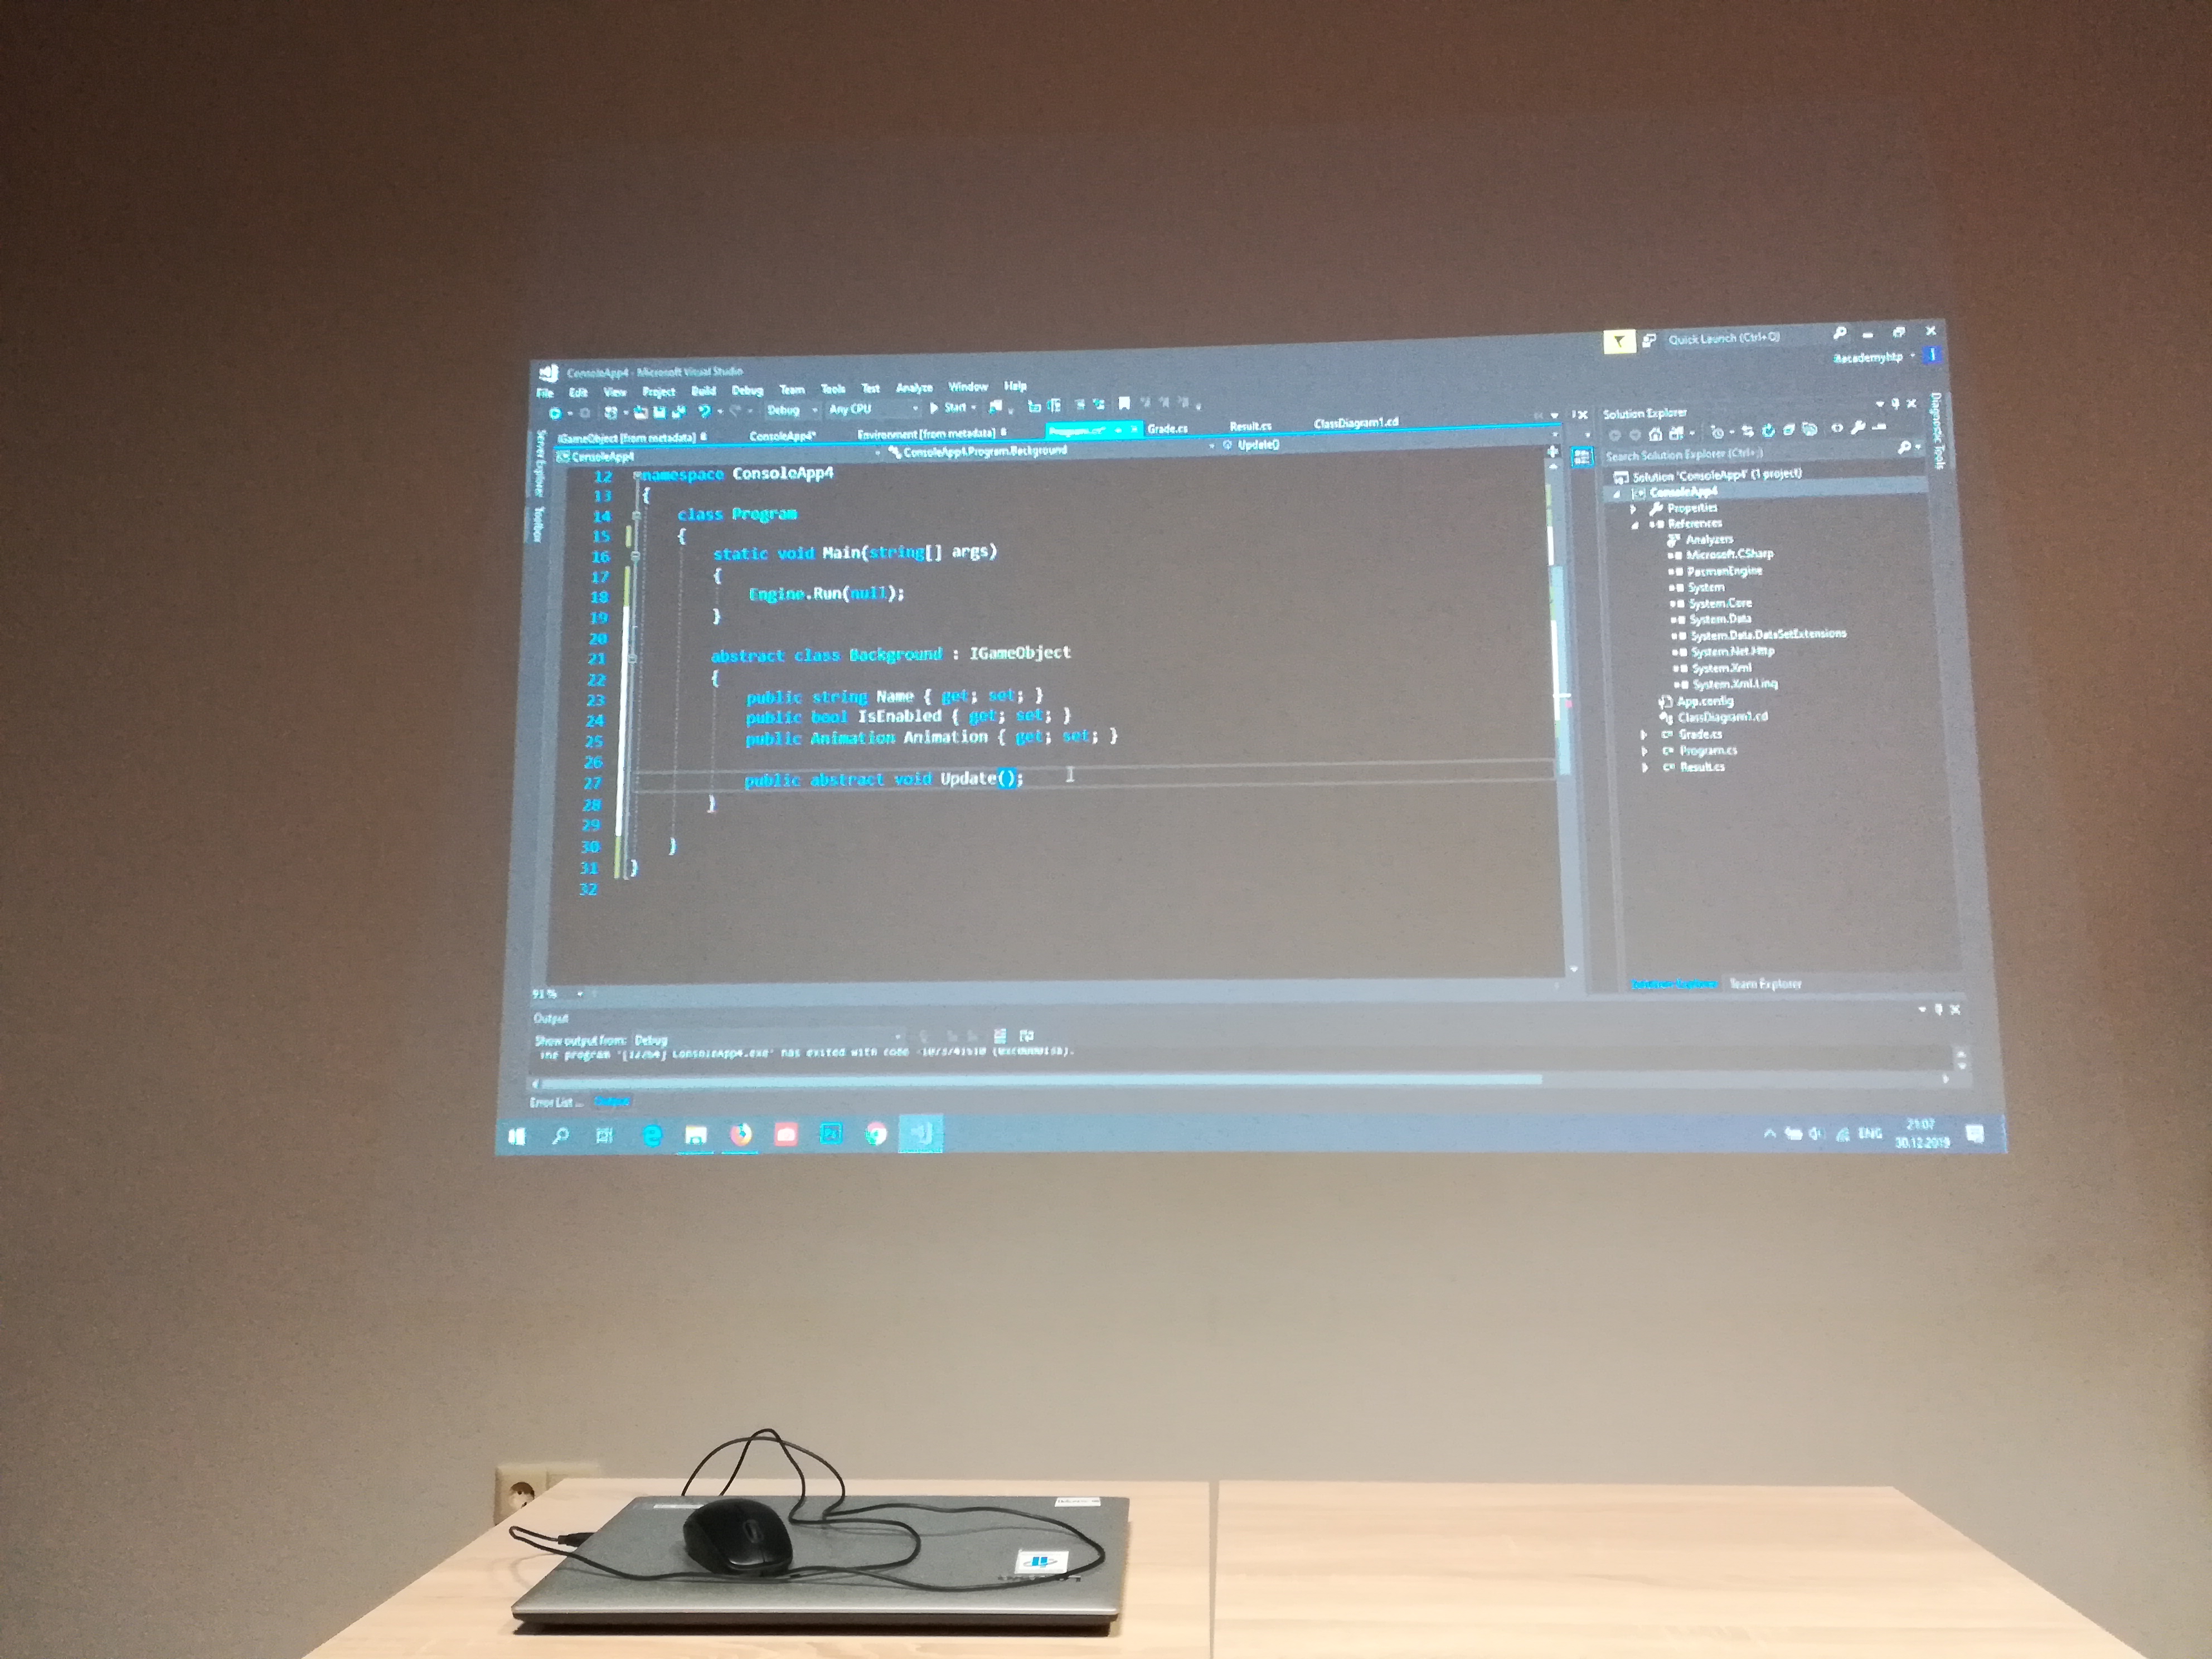 Quick Launch (Ctrl+Q)
ConsoleApp4 - Microsoft Visual Studio
itacademyhtp
File Edit View Project Build Debug Team Tools Test Analyze Window Help
Debug Any CPU Start
Solution Explorer
IGameObject [from metadata] ConsoleApp4* Environment [from metadata] Program.cs* Grade.cs Result.cs ClassDiagram1.cd
ConsoleApp4 ConsoleApp4.Program.Background Update()
Search Solution Explorer (Ctrl+;)
Server Explorer
Toolbox
Diagnostic Tools
12 namespace ConsoleApp4
13 {
14 class Program
15 {
16 static void Main(string[] args)
17 {
18 Engine.Run(null);
19 }
20
21 abstract class Background : IGameObject
22 {
23 public string Name { get; set; }
24 public bool IsEnabled { get; set; }
25 public Animation Animation { get; set; }
26
27 public abstract void Update();
28 }
29
30 }
31 }
32
Solution 'ConsoleApp4' (1 project)
ConsoleApp4
Properties
References
Analyzers
Microsoft.CSharp
PacmanEngine
System
System.Core
System.Data
System.Data.DataSetExtensions
System.Net.Http
System.Xml
System.Xml.Linq
App.config
ClassDiagram1.cd
Grade.cs
Program.cs
Result.cs
Solution Explorer Team Explorer
91 %
Output
Show output from: Debug
The program '[12264] ConsoleApp4.exe' has exited with code
Error List ... Output
Ps
ENG 21:07
30.12.2019